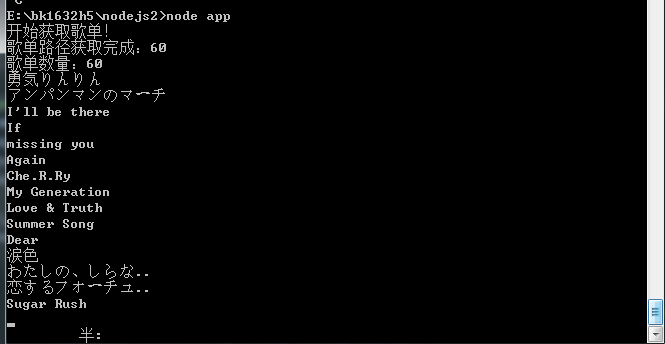 E:\bk1632h5\nodejs2>node app
开始获取歌单!
歌单路径获取完成: 60
歌单数量: 60
勇気りんりん
アンパンマンのマーチ
I'll be there
If
missing you
Again
Che.R.Ry
My Generation
Love & Truth
Summer Song
Dear
涙色
わたしの、しらな..
恋するフォーチュ..
Sugar Rush
半: